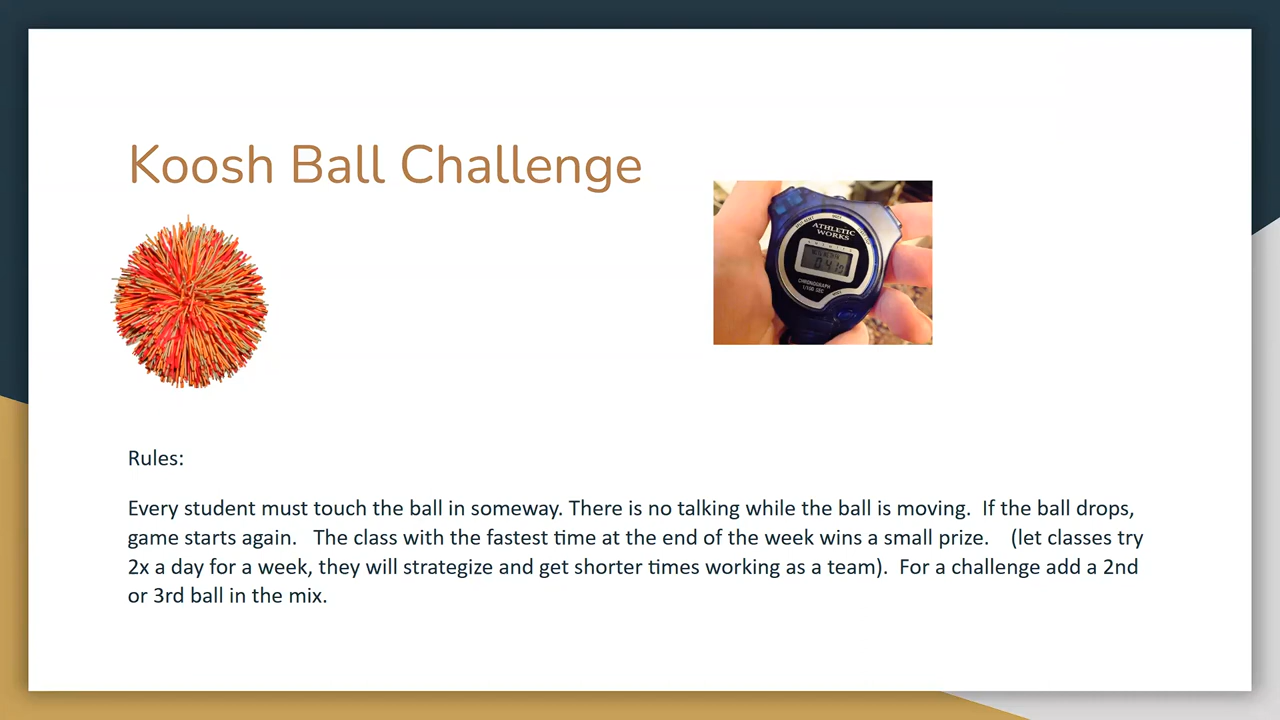 Koosh Ball Challenge
ATHLETIC
WORKS
CHRONOGRAPH
1/100 SEC
Rules:
Every student must touch the ball in someway. There is no talking while the ball is moving. If the ball drops,
game starts again. The class with the fastest time at the end of the week wins a small prize. (let classes try
2x a day for a week, they will strategize and get shorter times working as a team). For a challenge add a 2nd
or 3rd ball in the mix.